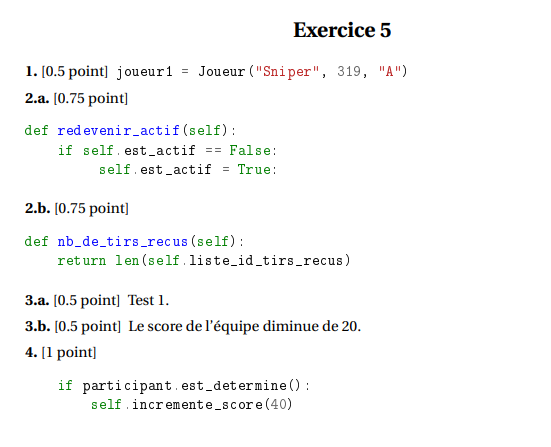 Exercice 5
1. [0.5 point] joueur1 = Joueur("Sniper", 319, "A")
2.a. [0.75 point]
def redevenir_actif(self):
    if self.est_actif == False:
        self.est_actif = True:
2.b. [0.75 point]
def nb_de_tirs_recus(self):
    return len(self.liste_id_tirs_recus)
3.a. [0.5 point] Test 1.
3.b. [0.5 point] Le score de l'équipe diminue de 20.
4. [1 point]
    if participant.est_determine():
        self.incremente_score(40)